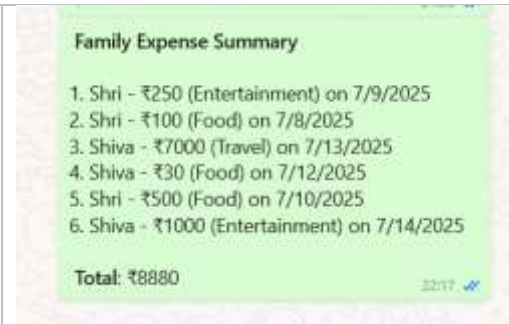 Family Expense Summary
1. Shri - ₹250 (Entertainment) on 7/9/2025
2. Shri - ₹100 (Food) on 7/8/2025
3. Shiva - ₹7000 (Travel) on 7/13/2025
4. Shiva - ₹30 (Food) on 7/12/2025
5. Shri - ₹500 (Food) on 7/10/2025
6. Shiva - ₹1000 (Entertainment) on 7/14/2025
Total: ₹8880
22:17